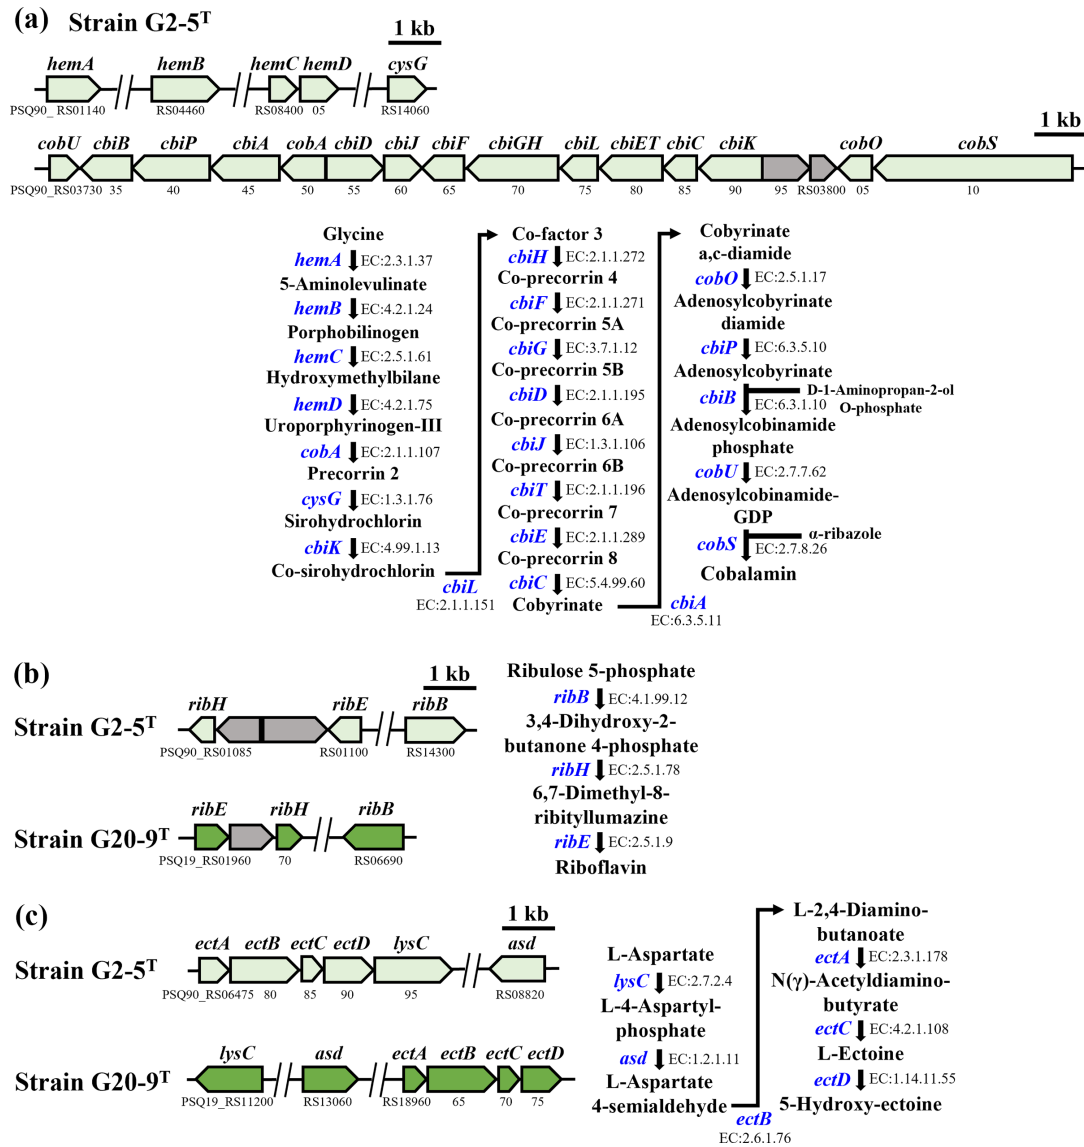 (a) Strain G2-5T
1 kb
hemA hemB hemC hemD cysG
PSQ90_ RS01140 RS04460 RS08400 05 RS14060
1 kb
cobU cbiB cbiP cbiA cobA cbiD cbiJ cbiF cbiGH cbiL cbiET cbiC cbiK cobO cobS
PSQ90_RS03730 35 40 45 50 55 60 65 70 75 80 85 90 95 RS03800 05 10
Glycine
hemA EC:2.3.1.37
5-Aminolevulinate
hemB EC:4.2.1.24
Porphobilinogen
hemC EC:2.5.1.61
Hydroxymethylbilane
hemD EC:4.2.1.75
Uroporphyrinogen-III
cobA EC:2.1.1.107
Precorrin 2
cysG EC:1.3.1.76
Sirohydrochlorin
cbiK EC:4.99.1.13
Co-sirohydrochlorin
cbiL
EC:2.1.1.151
Co-factor 3
cbiH EC:2.1.1.272
Co-precorrin 4
cbiF EC:2.1.1.271
Co-precorrin 5A
cbiG EC:3.7.1.12
Co-precorrin 5B
cbiD EC:2.1.1.195
Co-precorrin 6A
cbiJ EC:1.3.1.106
Co-precorrin 6B
cbiT EC:2.1.1.196
Co-precorrin 7
cbiE EC:2.1.1.289
Co-precorrin 8
cbiC EC:5.4.99.60
Cobyrinate
cbiA
EC:6.3.5.11
Cobyrinate
a,c-diamide
cobO EC:2.5.1.17
Adenosylcobyrinate
diamide
cbiP EC:6.3.5.10
Adenosylcobyrinate
cbiB D-1-Aminopropan-2-ol
EC:6.3.1.10 O-phosphate
Adenosylcobinamide
phosphate
cobU EC:2.7.7.62
Adenosylcobinamide-
GDP
cobS α-ribazole
EC:2.7.8.26
Cobalamin
(b)
1 kb
Strain G2-5T
ribH ribE ribB
PSQ90_RS01085 RS01100 RS14300
Strain G20-9T
ribE ribH ribB
PSQ19_RS01960 70 RS06690
Ribulose 5-phosphate
ribB EC:4.1.99.12
3,4-Dihydroxy-2-
butanone 4-phosphate
ribH EC:2.5.1.78
6,7-Dimethyl-8-
ribityllumazine
ribE EC:2.5.1.9
Riboflavin
(c)
1 kb
Strain G2-5T
ectA ectB ectC ectD lysC asd
PSQ90_RS06475 80 85 90 95 RS08820
Strain G20-9T
lysC asd ectA ectB ectC ectD
PSQ19_RS11200 RS13060 RS18960 65 70 75
L-Aspartate
lysC EC:2.7.2.4
L-4-Aspartyl-
phosphate
asd EC:1.2.1.11
L-Aspartate
4-semialdehyde
ectB
EC:2.6.1.76
L-2,4-Diamino-
butanoate
ectA EC:2.3.1.178
N(γ)-Acetyldiamino-
butyrate
ectC EC:4.2.1.108
L-Ectoine
ectD EC:1.14.11.55
5-Hydroxy-ectoine